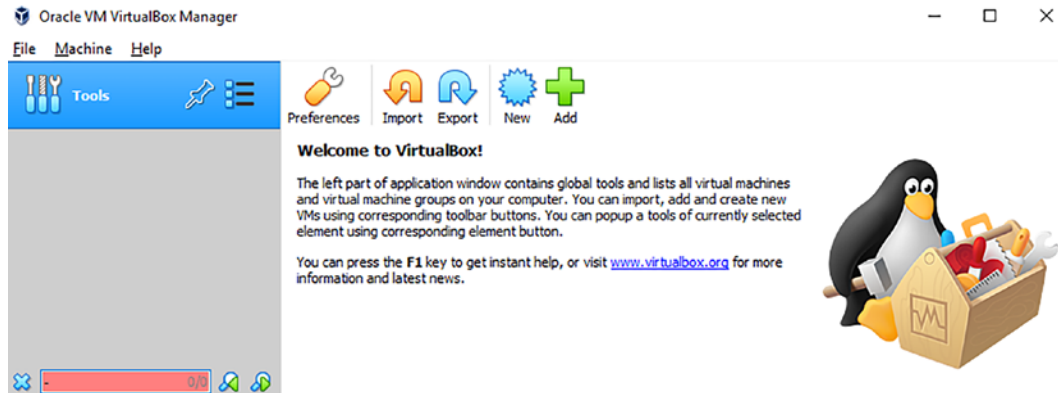 Oracle VM VirtualBox Manager
File Machine Help
Tools
Preferences Import Export New Add
Welcome to VirtualBox!
The left part of application window contains global tools and lists all virtual machines
and virtual machine groups on your computer. You can import, add and create new
VMs using corresponding toolbar buttons. You can popup a tools of currently selected
element using corresponding element button.
You can press the F1 key to get instant help, or visit www.virtualbox.org for more
information and latest news.
- 0/0